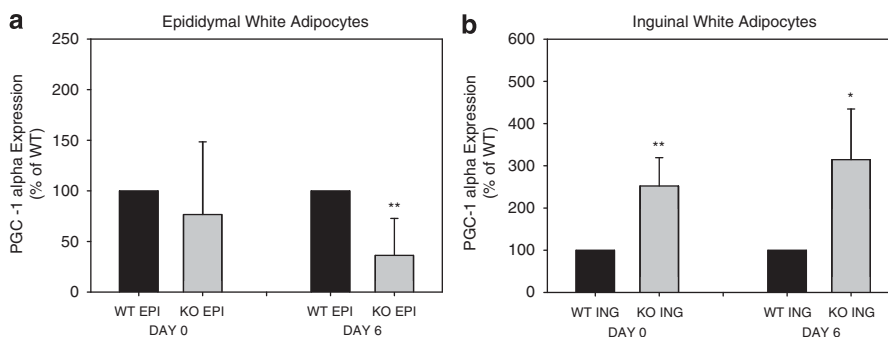 a
Epididymal White Adipocytes
PGC -1 alpha Expression
(% of WT)
250
200
150
100
50
0
**
WT EPI KO EPI WT EPI KO EPI
DAY 0 DAY 6
b
Inguinal White Adipocytes
PGC -1 alpha Expression
(% of WT)
600
500
400
300
200
100
0
**
*
WT ING KO ING WT ING KO ING
DAY 0 DAY 6